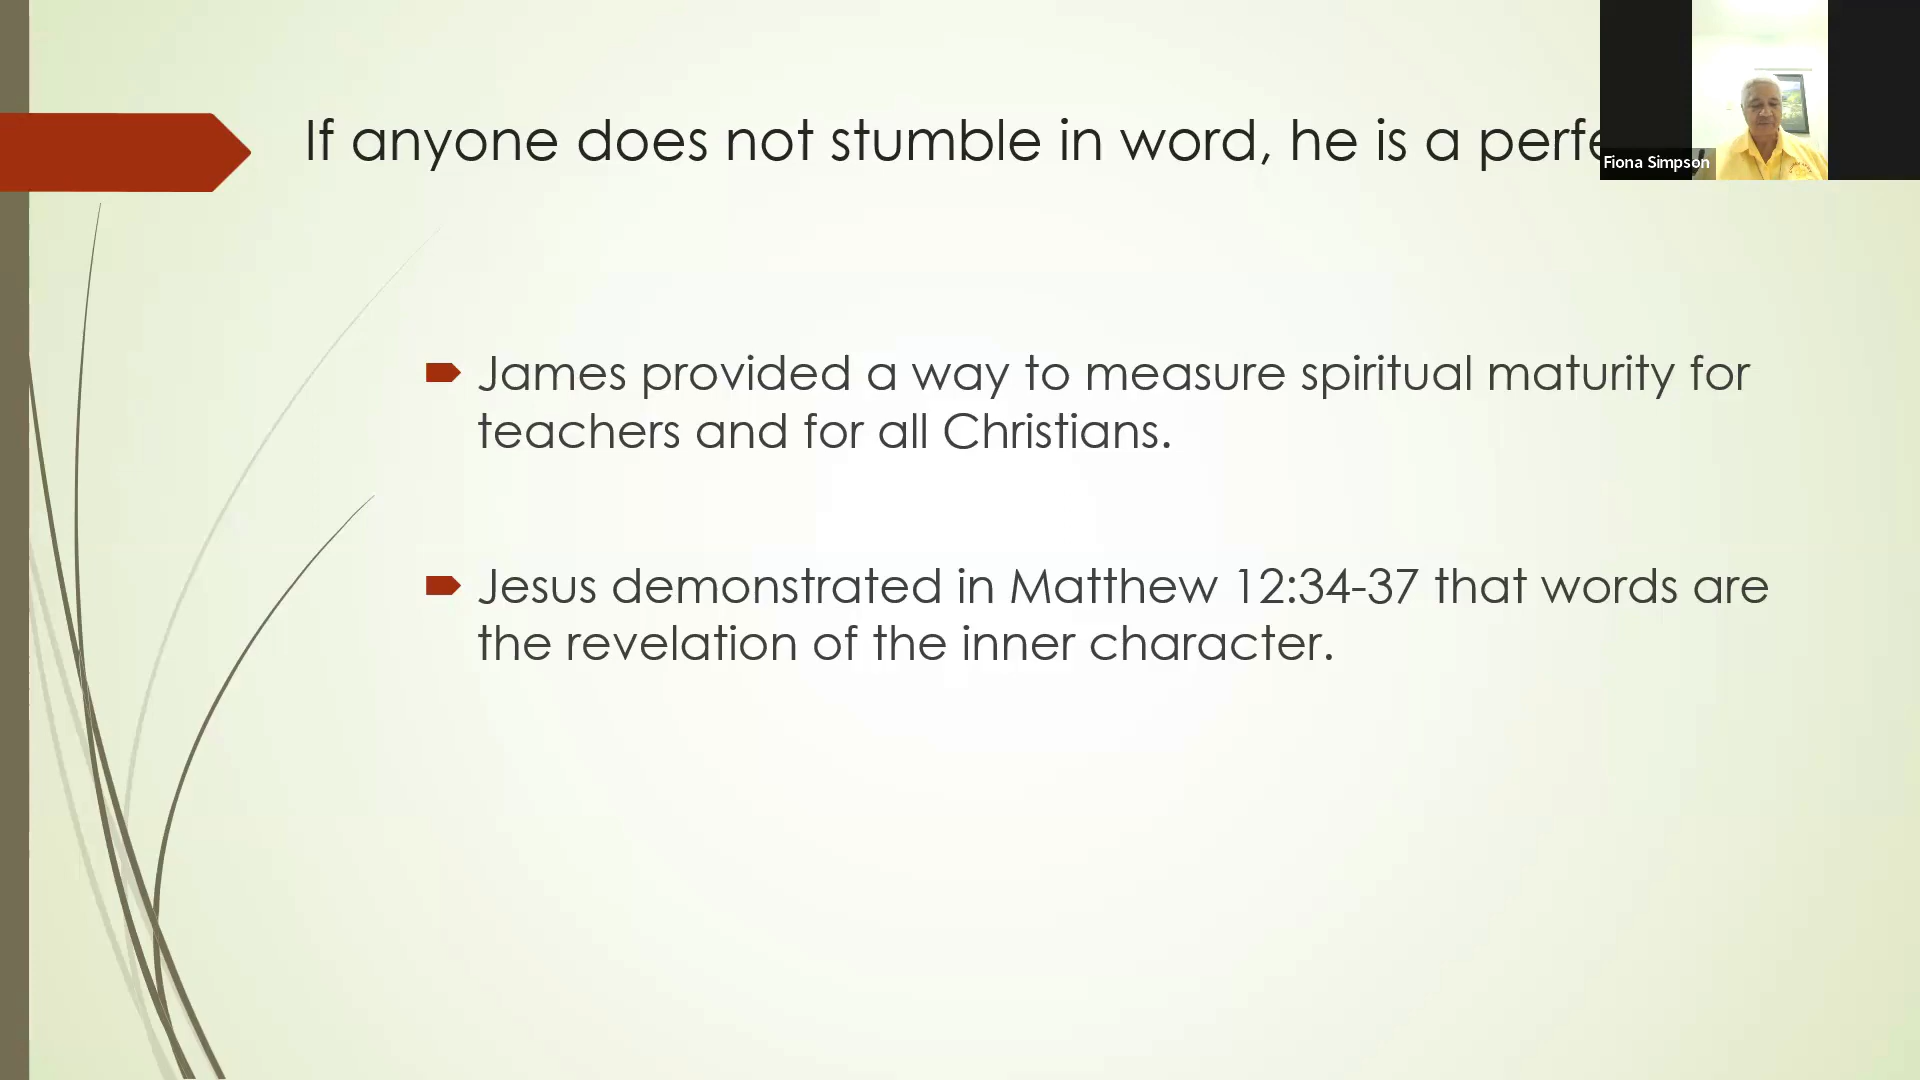 If anyone does not stumble in word, he is a
Fiona Simpson
James provided a way to measure spiritual maturity for
teachers and for all Christians.
Jesus demonstrated in Matthew 12:34-37 that words are
the revelation of the inner character.